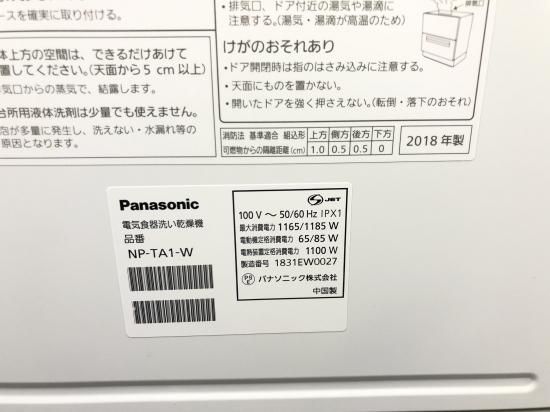 ースを確実に取り付ける。
体上方の空間は、できるだけあけて
置してください。(天面から5 cm 以上)
気口からの蒸気で、結露します。
台所用液体洗剤は少量でも使えません。
泡が多量に発生し、洗えない・水漏れ等の
原因となります。
・排気口、ドア付近の湯気や湯滴に
注意する。(湯気・湯滴が高温のため)
排気口
けがのおそれあり
・ドア開閉時は指のはさみ込みに注意する。
・天面にものを置かない。
・開いたドアを強く押さえない。(転倒・落下のおそれ)
消防法 基準適合 組込形 上方 側方 後方 下方
可燃物からの離隔距離(cm) 1.0 0.5 0.5 0
2018 年製
Panasonic
電気食器洗い乾燥機
品番
NP-TA1-W
JET
100 V ～ 50/60 Hz IPX1
最大消費電力 1165/1185 W
電動機定格消費電力 65/85 W
電熱装置定格消費電力 1100 W
製造番号 1831EW0027
パナソニック株式会社
中国製